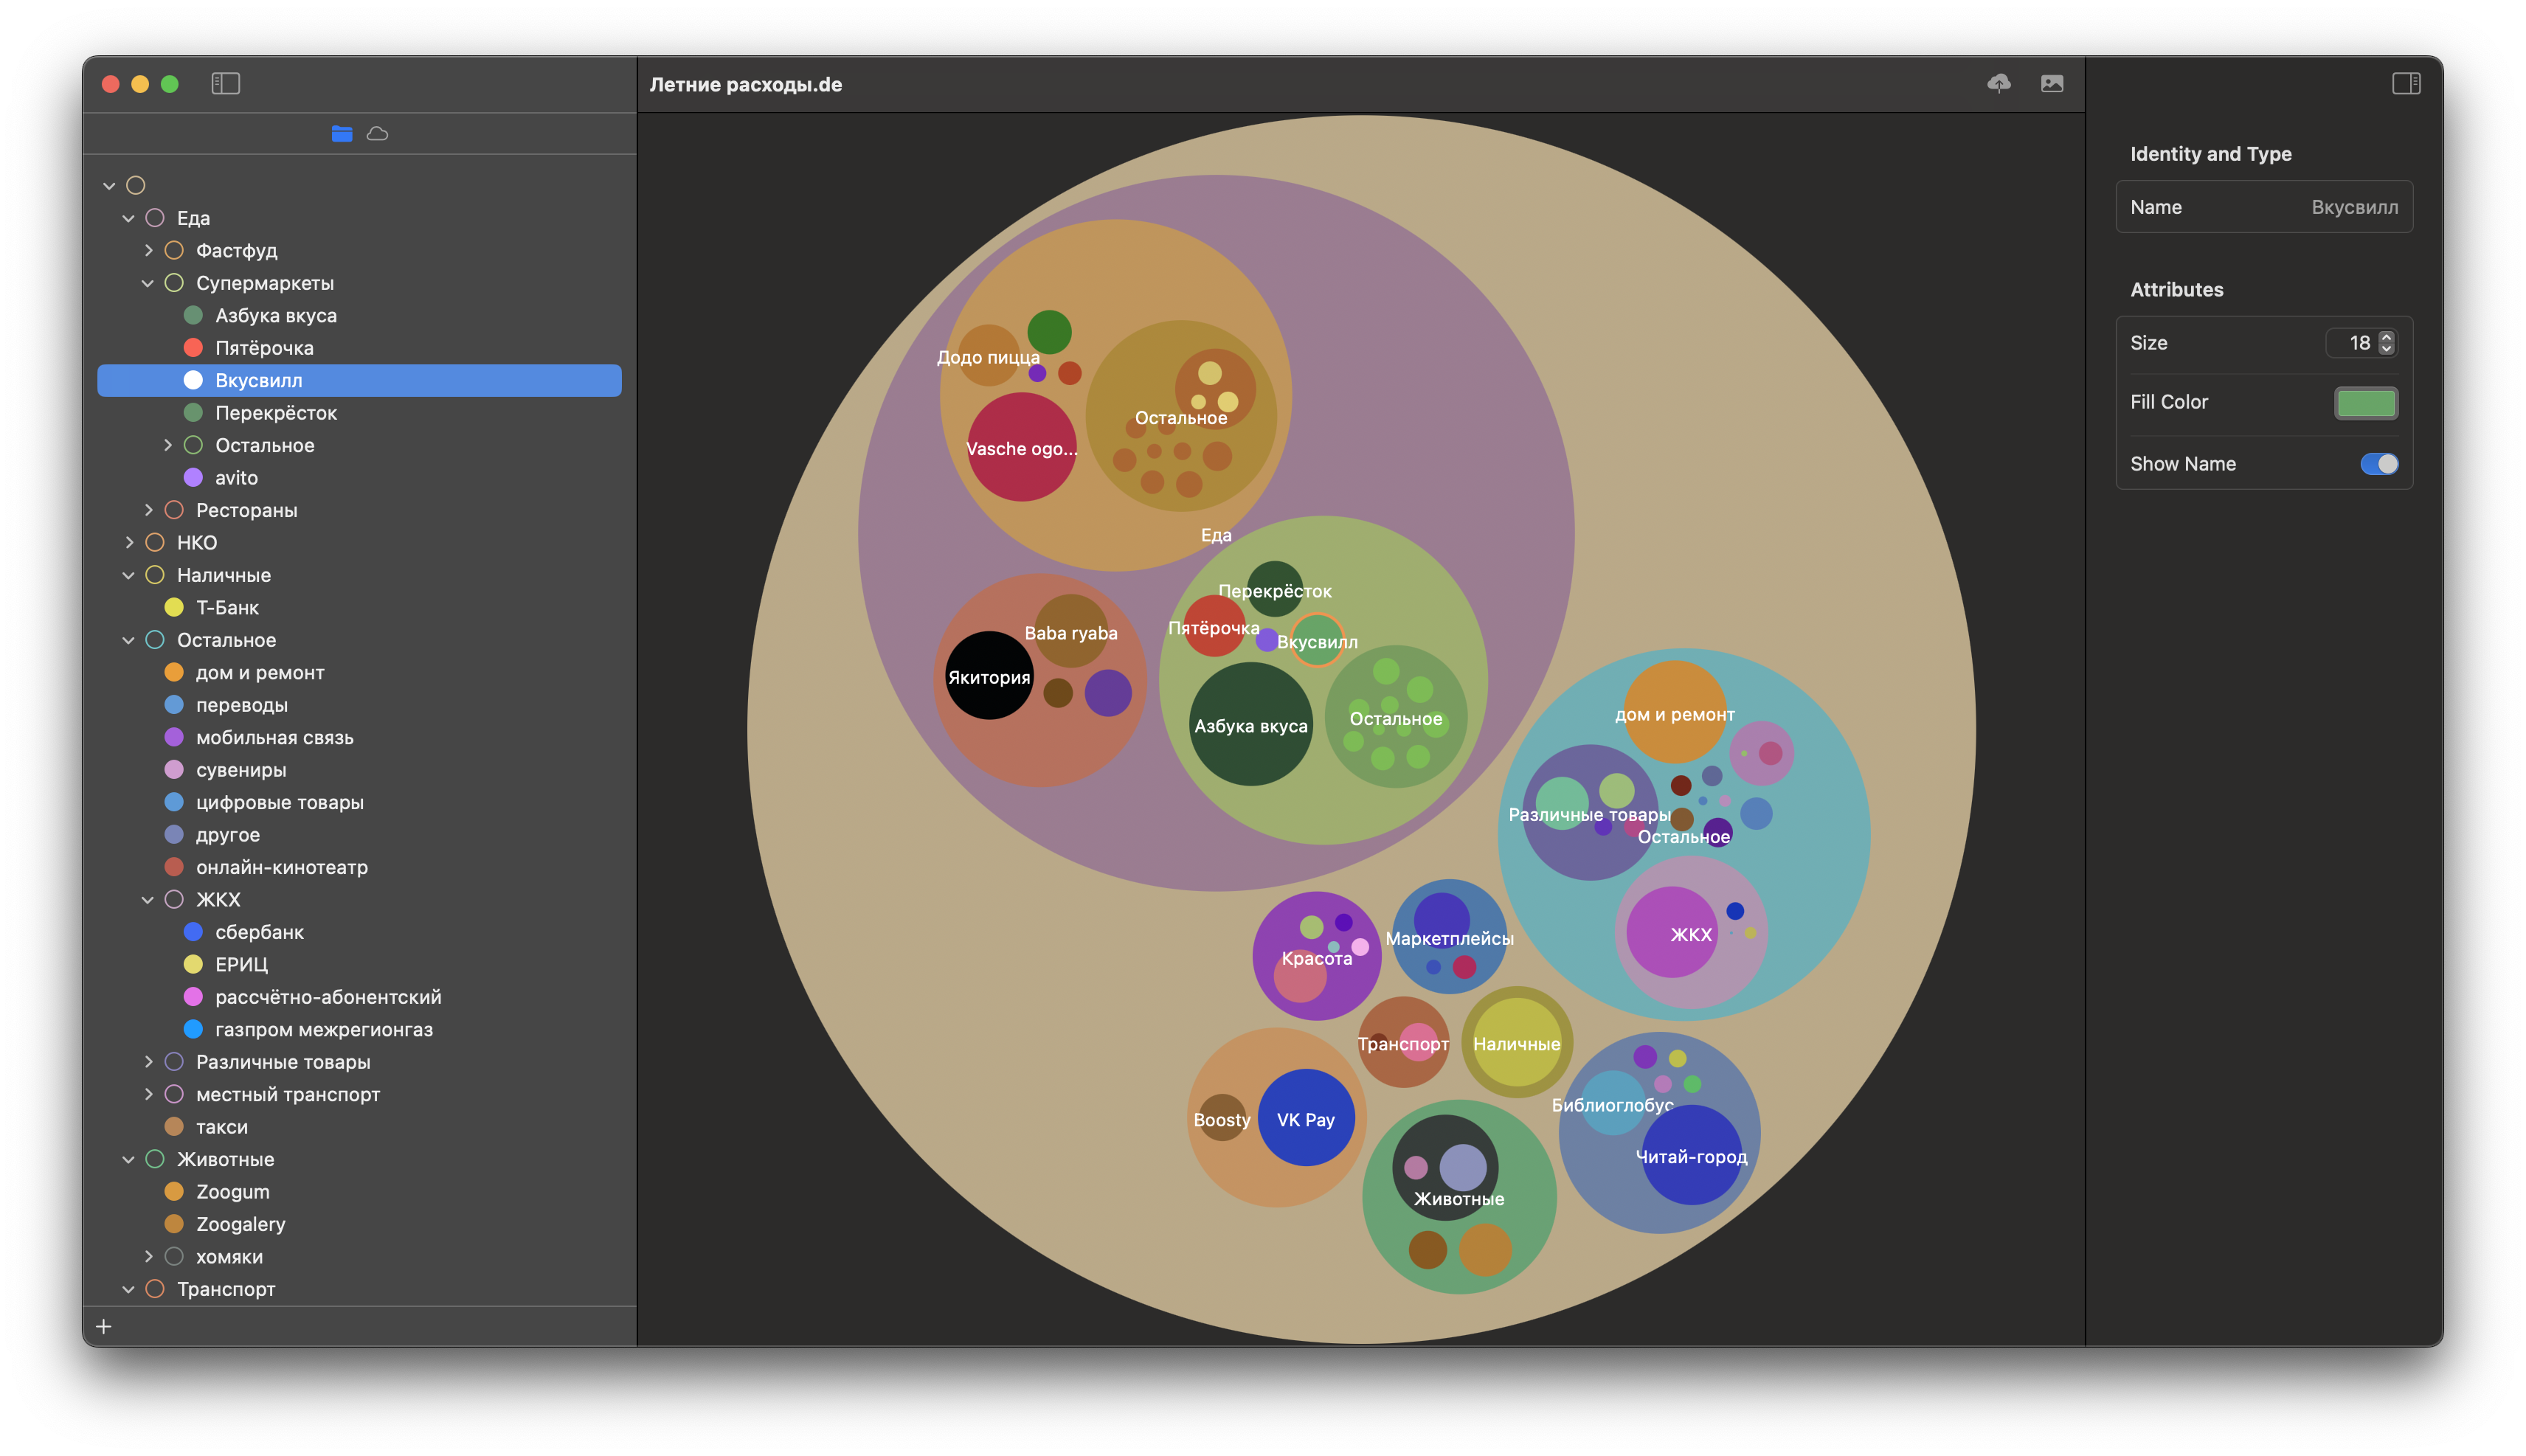 Летние расходы.de
Еда
Фастфуд
Супермаркеты
Азбука вкуса
Пятёрочка
Вкусвилл
Перекрёсток
Остальное
avito
Рестораны
НКО
Наличные
Т-Банк
Остальное
дом и ремонт
переводы
мобильная связь
сувениры
цифровые товары
другое
онлайн-кинотеатр
ЖКХ
сбербанк
ЕРИЦ
рассчётно-абонентский
газпром межрегионгаз
Различные товары
местный транспорт
такси
Животные
Zoogum
Zoogalery
хомяки
Транспорт
Додо пицца
Остальное
Vasche ogo...
Еда
Перекрёсток
Пятёрочка
Вкусвилл
Baba ryaba
Якитория
Азбука вкуса
Остальное
дом и ремонт
Различные товары
Остальное
ЖКХ
Маркетплейсы
Красота
Транспорт
Наличные
Boosty
VK Pay
Библиоглобус
Читай-город
Животные
Identity and Type
Name Вкусвилл
Attributes
Size 18
Fill Color
Show Name